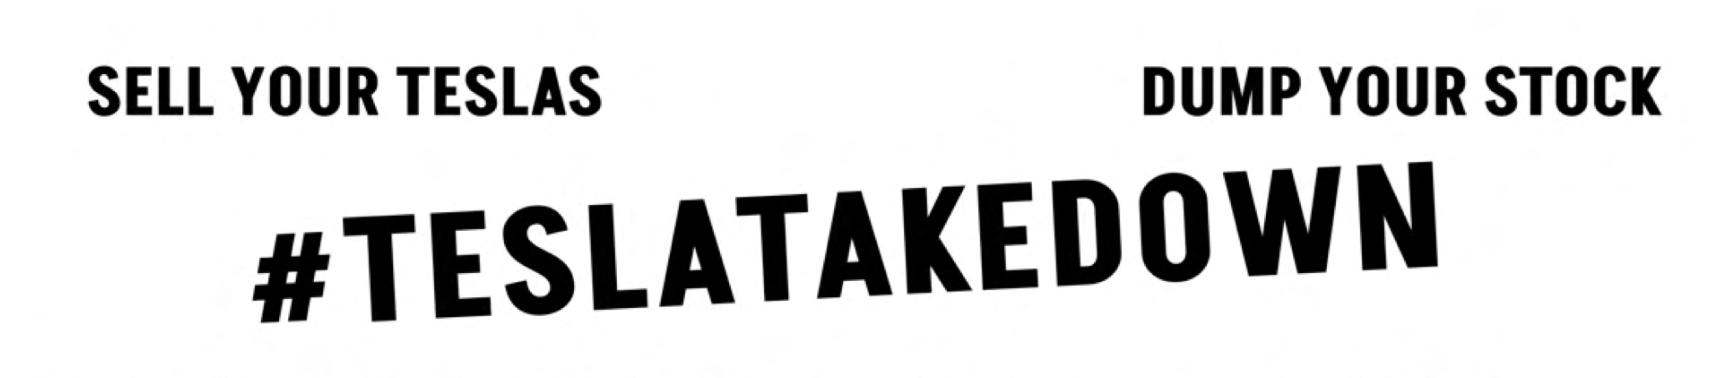 SELL YOUR TESLAS
DUMP YOUR STOCK
#TESLATAKEDOWN